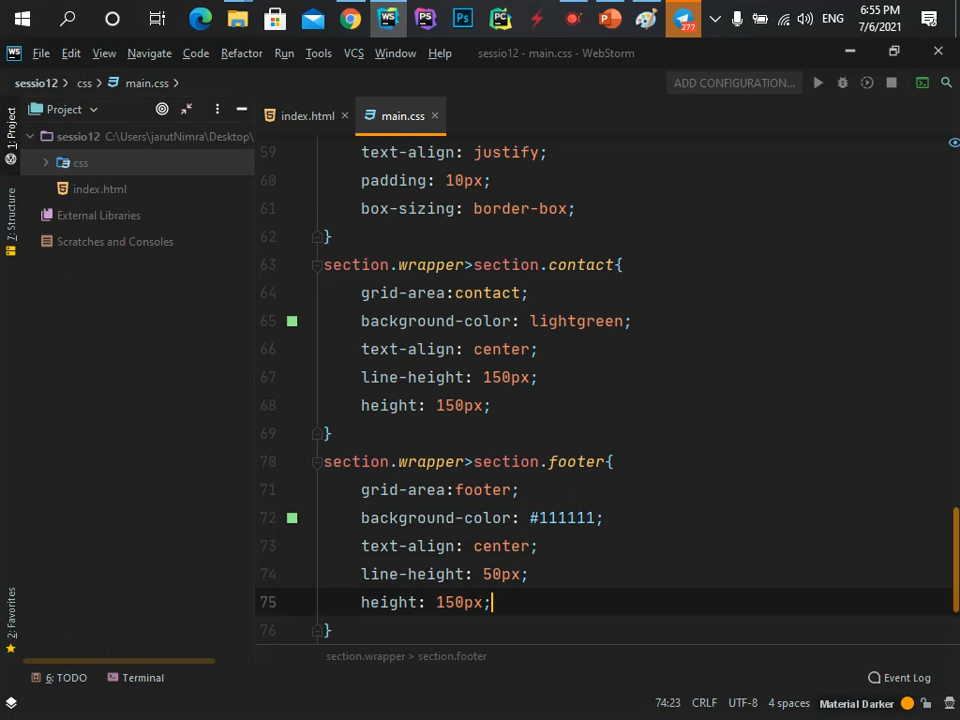 6:55 PM
ENG
7/6/2021
277
WS
File Edit View Navigate Code Refactor Run Tools VCS Window Help sessio12 - main.css - WebStorm
sessio12 css main.css ADD CONFIGURATION...
Project index.html main.css
sessio12 C:\Users\jarutNimra\Desktop\
css
index.html
External Libraries
Scratches and Consoles
1: Project
7: Structure
2: Favorites
59 text-align: justify;
60 padding: 10px;
61 box-sizing: border-box;
62 }
63 section.wrapper>section.contact{
64 grid-area:contact;
65 background-color: lightgreen;
66 text-align: center;
67 line-height: 150px;
68 height: 150px;
69 }
70 section.wrapper>section.footer{
71 grid-area:footer;
72 background-color: #111111;
73 text-align: center;
74 line-height: 50px;
75 height: 150px;
76 }
section.wrapper > section.footer
6: TODO Terminal Event Log
74:23 CRLF UTF-8 4 spaces Material Darker